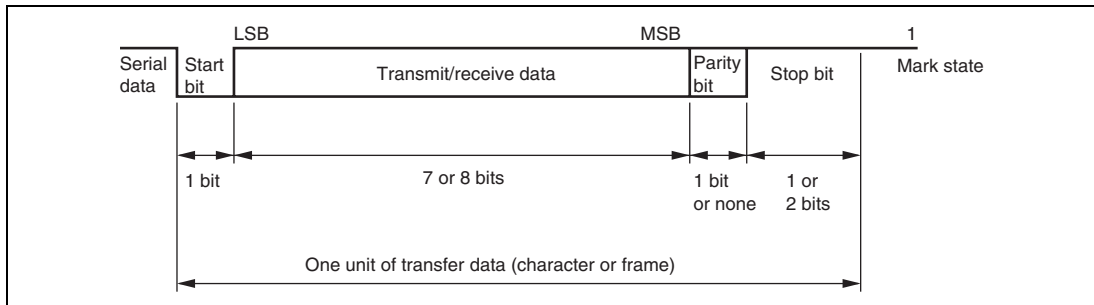 LSB
MSB
1
Serial
data
Start
bit
Transmit/receive data
Parity
bit
Stop bit
Mark state
1 bit
7 or 8 bits
1 bit
or none
1 or
2 bits
One unit of transfer data (character or frame)